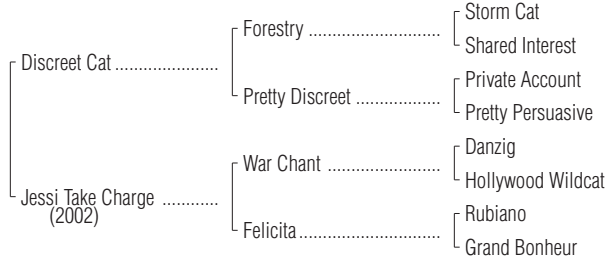 Storm Cat
Forestry ..............................
Shared Interest
Discreet Cat ........................
Private Account
Pretty Discreet ...................
Pretty Persuasive
Danzig
War Chant .........................
Hollywood Wildcat
Jessi Take Charge ............
(2002)
Rubiano
Felicita................................
Grand Bonheur